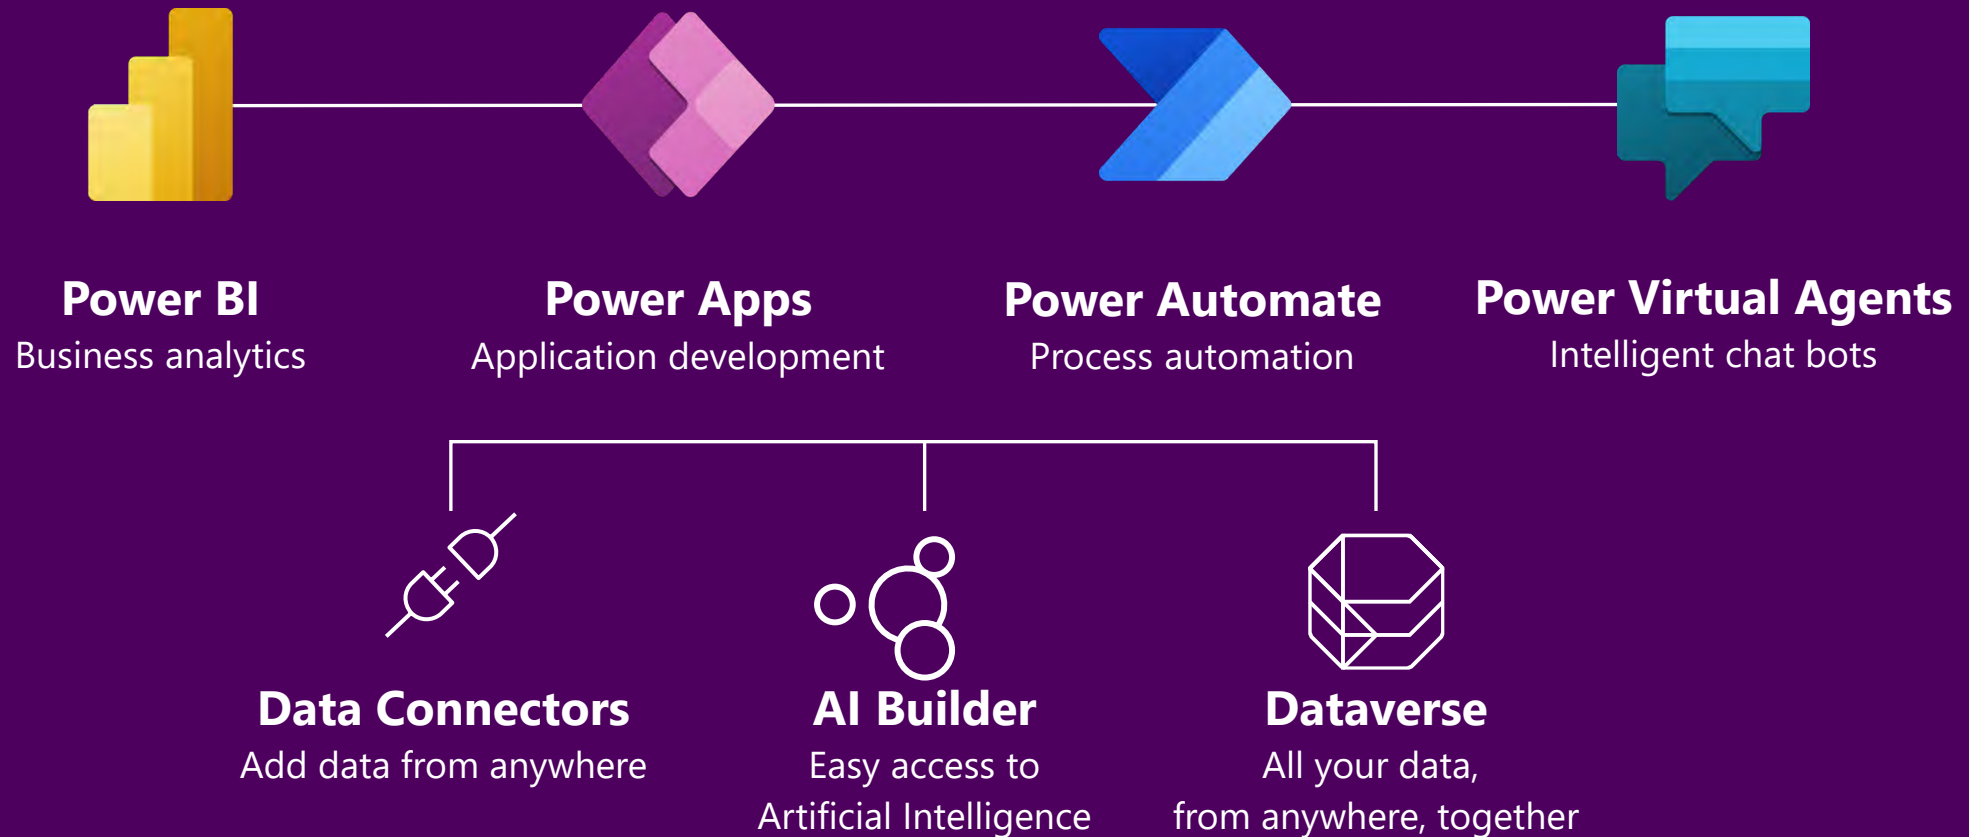 Power BI
Business analytics
Power Apps
Application development
Power Automate
Process automation
Power Virtual Agents
Intelligent chat bots
Data Connectors
Add data from anywhere
AI Builder
Easy access to
Artificial Intelligence
Dataverse
All your data,
from anywhere, together